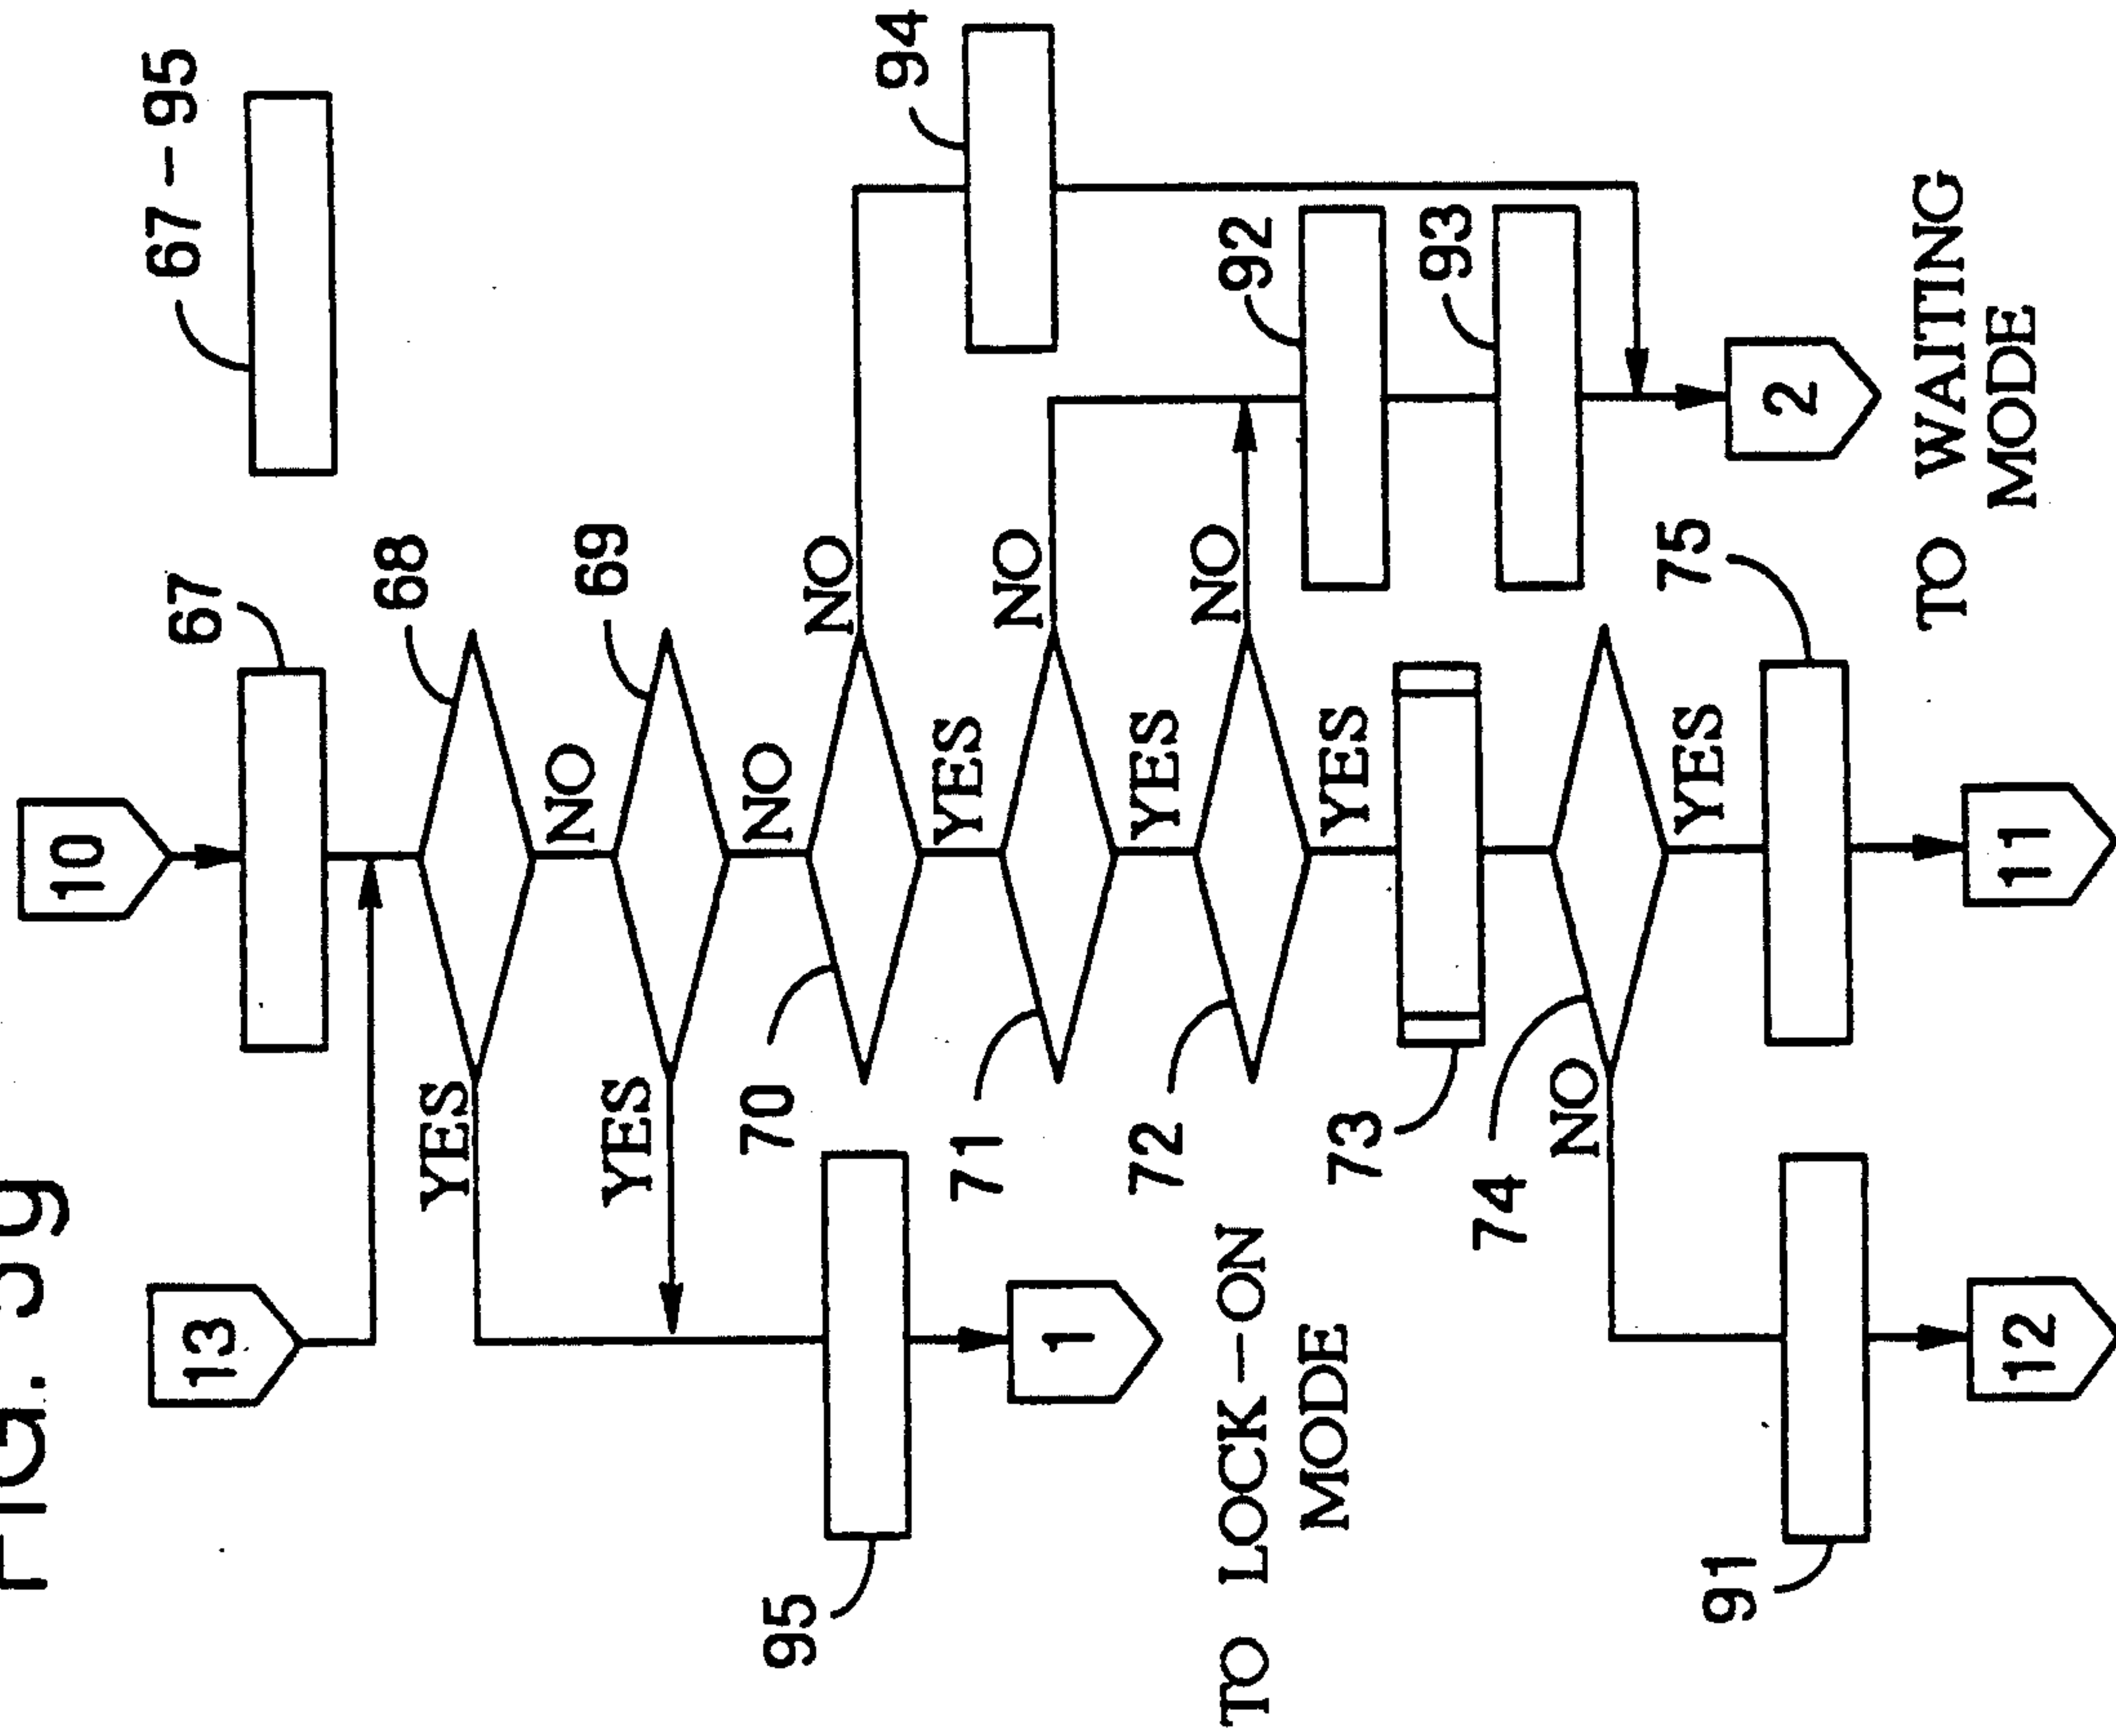 FIG. 3g
10
13
67
67-95
68
YES
NO
69
YES
NO
70
NO
94
95
YES
71
NO
1
YES
72
NO
92
TO LOCK-ON
MODE
YES
73
93
74
NO
YES
75
91
2
12
11
TO WAITING
MODE